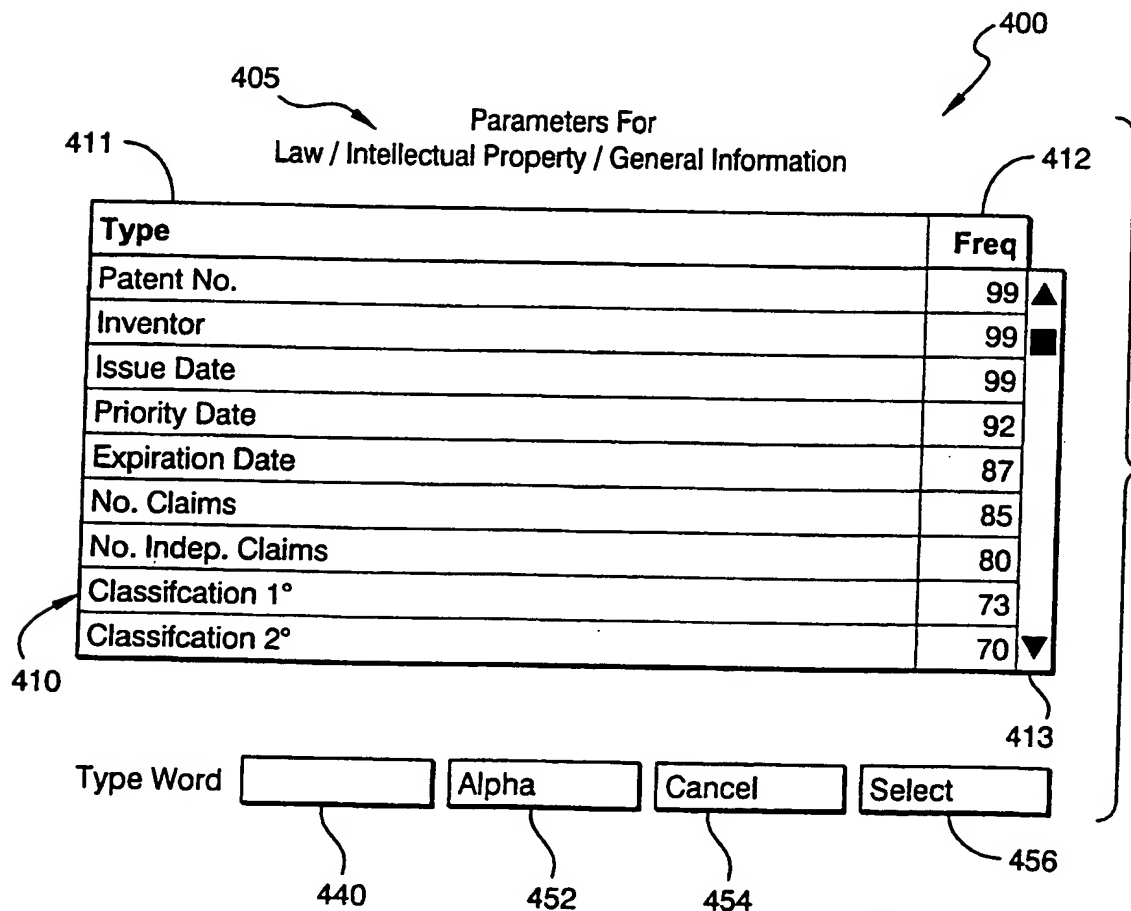 400
405
Parameters For
Law / Intellectual Property / General Information
411
412
Type Freq
Patent No. 99
Inventor 99
Issue Date 99
Priority Date 92
Expiration Date 87
No. Claims 85
No. Indep. Claims 80
Classifcation 1° 73
Classifcation 2° 70
410
413
Type Word Alpha Cancel Select
440 452 454 456